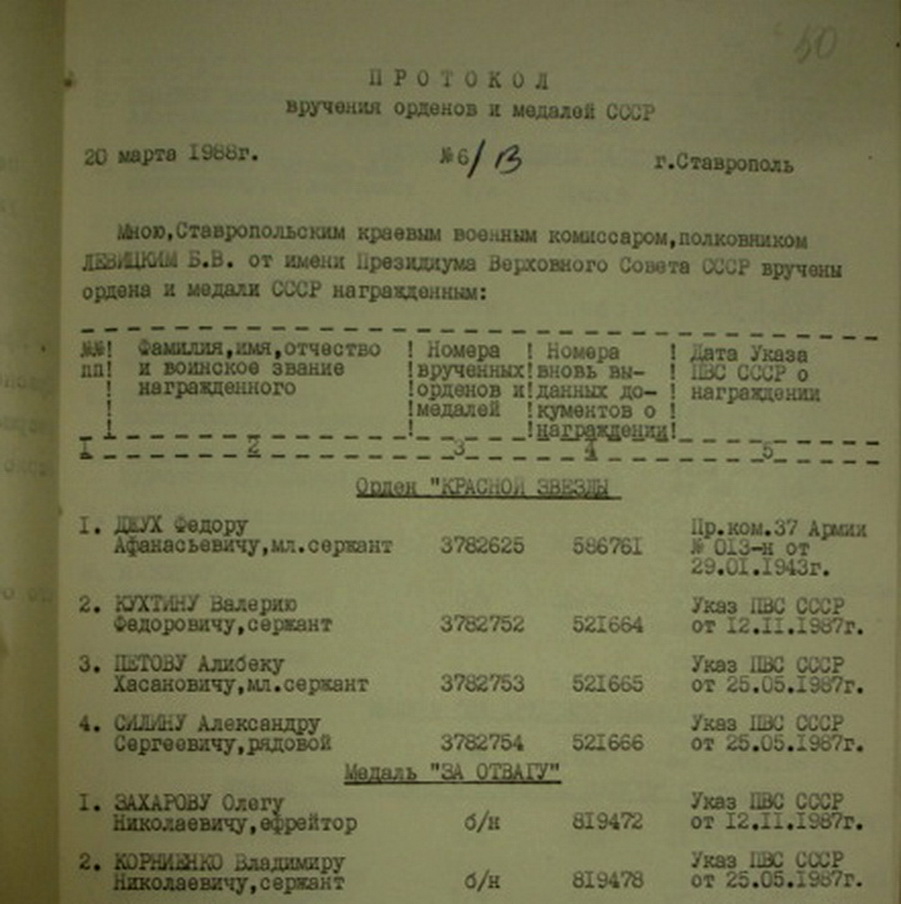 50
ПРОТОКОЛ
вручения орденов и медалей СССР
20 марта 1988г. №6/В г.Ставрополь
Мною,Ставропольским краевым военным комиссаром,полковником
ЛЕВИЦКИМ Б.В. от имени Президиума Верховного Совета СССР вручены
ордена и медали СССР награжденным:
№№! Фамилия,имя,отчество ! Номера ! Номера ! Дата Указа
пп! и воинское звание !врученных!вновь вы- ! ПВС СССР о
! награжденного !орденов и!данных до- ! награждении
! !медалей !кументов о !
! ! !награждении!
1 2 3 4 5
Орден "КРАСНОЙ ЗВЕЗДЫ
1. ДЖУХ Федору Пр.ком.37 Армии
Афанасьевичу,мл.сержант 3782625 586761 № 013-н от
29.01.1943г.
2. КУХТИНУ Валерию Указ ПВС СССР
Федоровичу,сержант 3782752 521664 от 12.11.1987г.
3. ПЕТОВУ Алибеку Указ ПВС СССР
Хасановичу,мл.сержант 3782753 521665 от 25.05.1987г.
4. СИЛИНУ Александру Указ ПВС СССР
Сергеевичу,рядовой 3782754 521666 от 25.05.1987г.
Медаль "ЗА ОТВАГУ"
1. ЗАХАРОВУ Олегу Указ ПВС СССР
Николаевичу,ефрейтор б/н 819472 от 12.11.1987г.
2. КОРНИЕНКО Владимиру Указ ПВС СССР
Николаевичу,сержант б/н 819478 от 25.05.1987г.